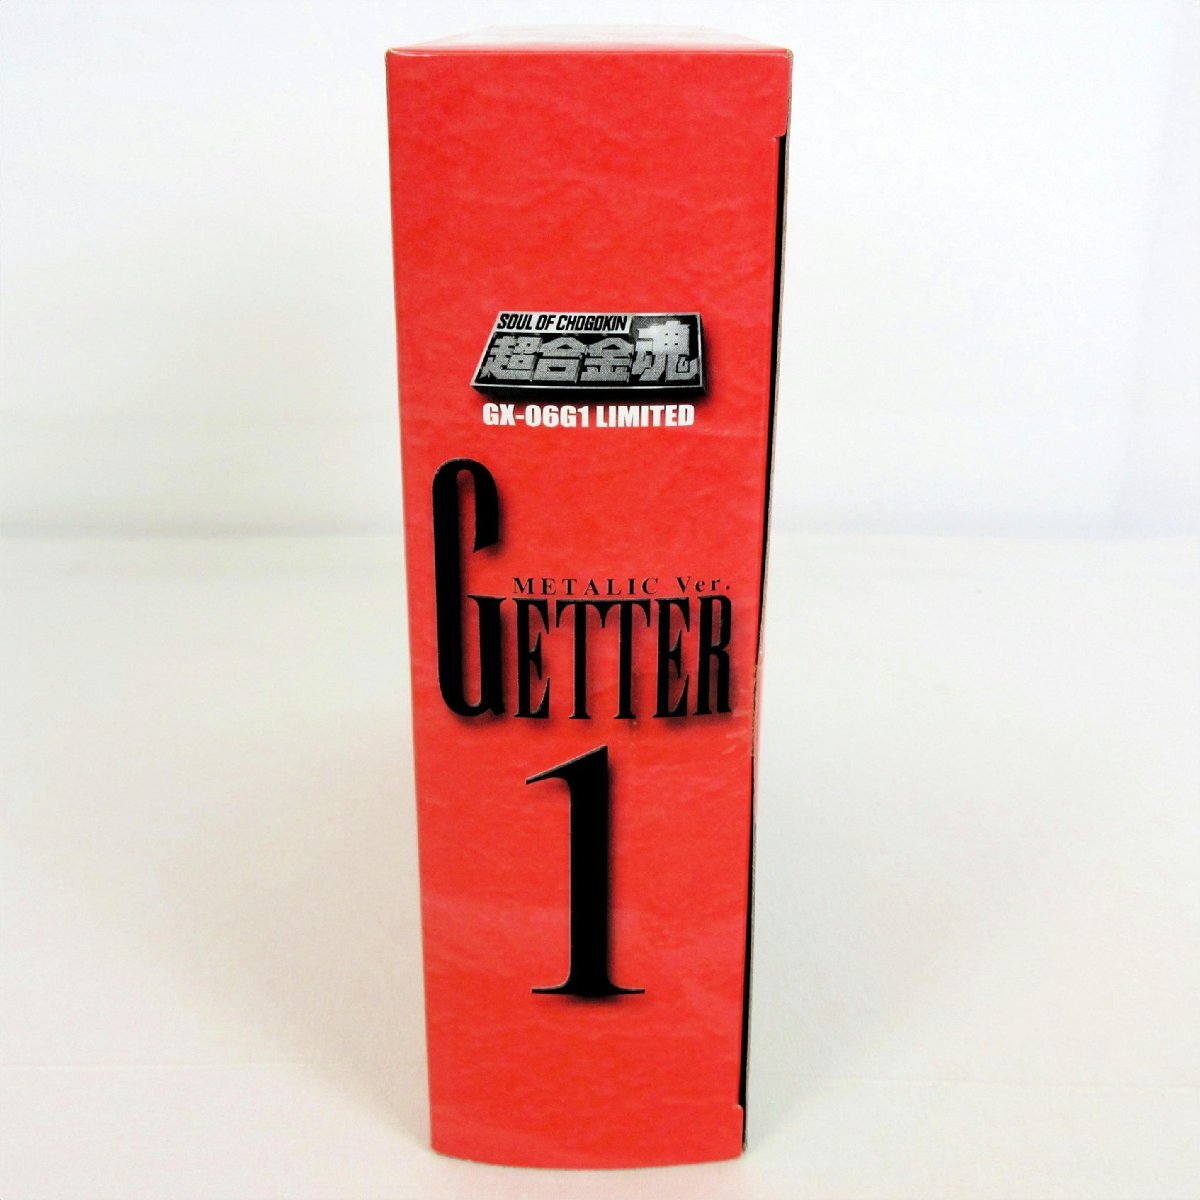 SOUL OF CHOGOKIN
超合金魂
GX-06G1 LIMITED
METALIC Ver.
GETTER
1